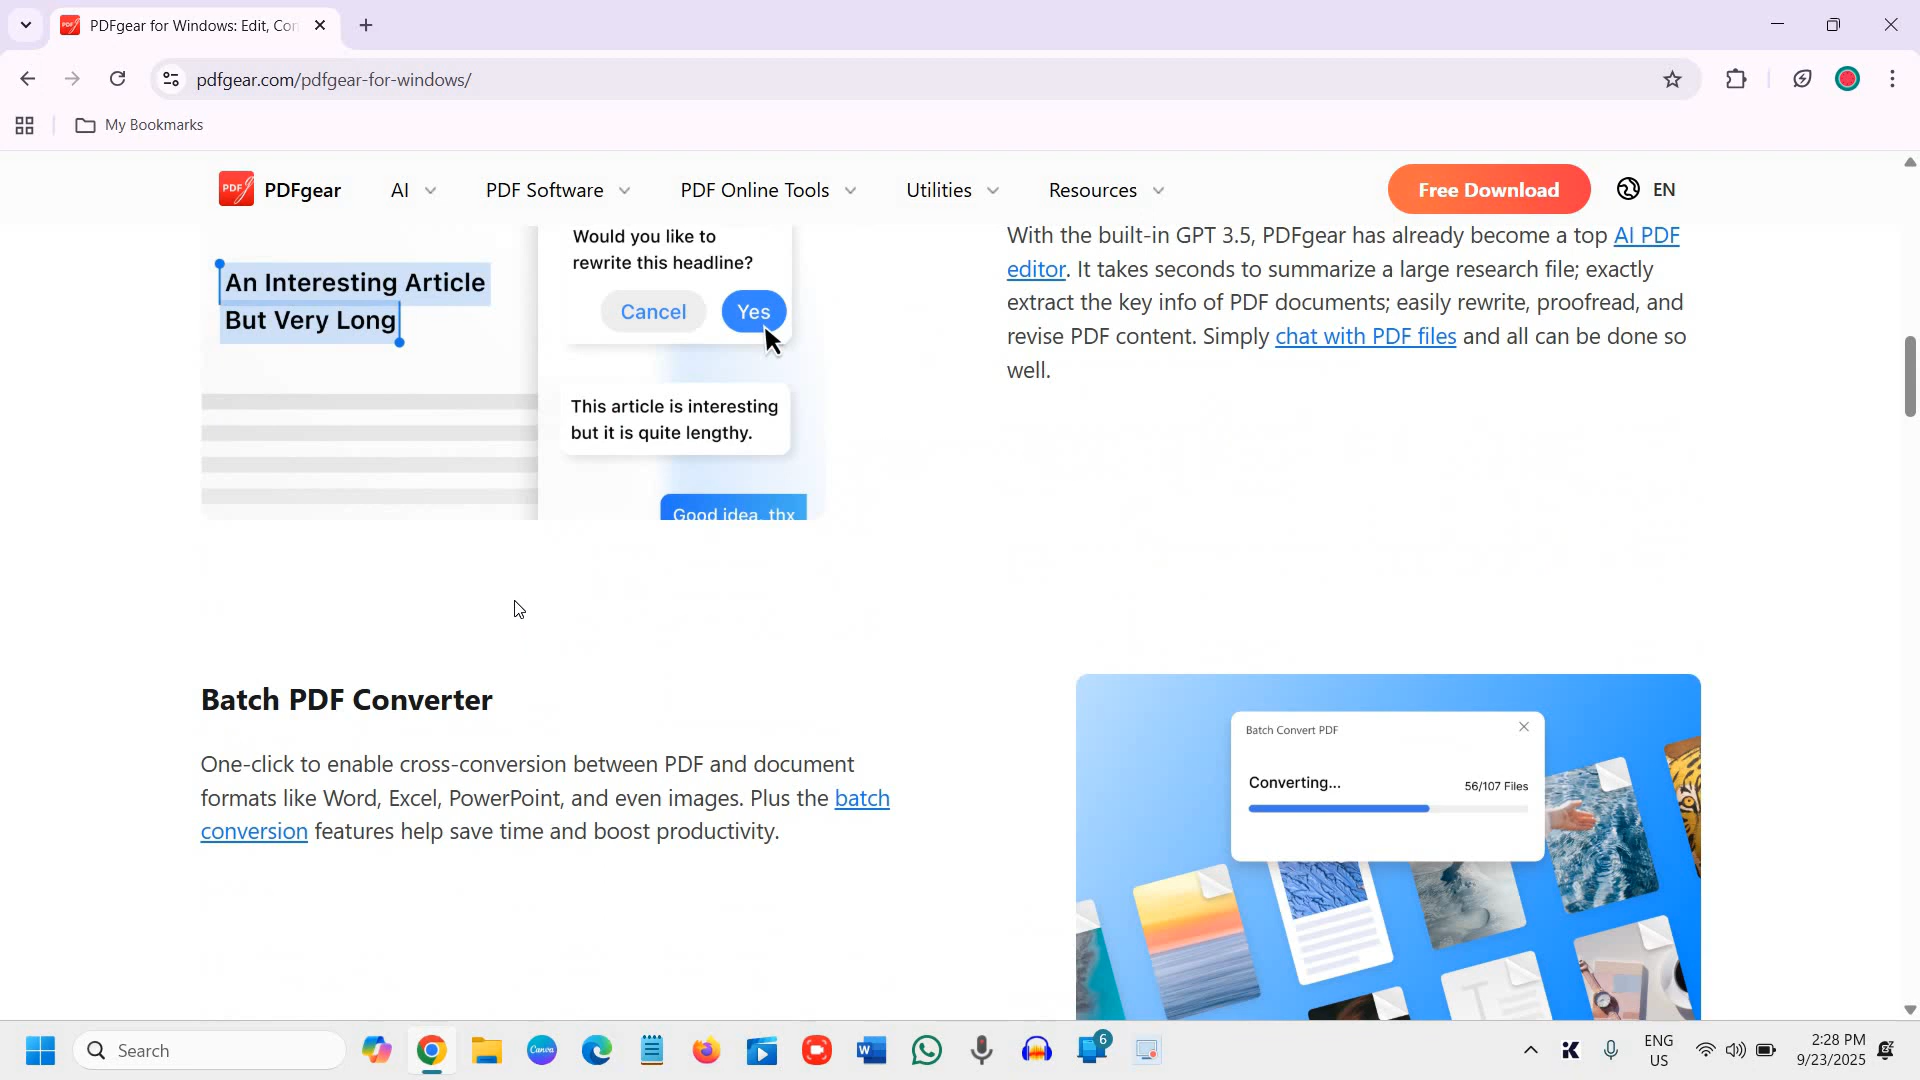 PDFgear for Windows: Edit, Con
pdfgear.com/pdfgear-for-windows/
My Bookmarks
PDF
PDFgear
AI
PDF Software
PDF Online Tools
Utilities
Resources
Free Download
EN
An Interesting Article
But Very Long
Would you like to
rewrite this headline?
Cancel
Yes
This article is interesting
but it is quite lengthy.
Good idea, thx
With the built-in GPT 3.5, PDFgear has already become a top AI PDF
editor. It takes seconds to summarize a large research file; exactly
extract the key info of PDF documents; easily rewrite, proofread, and
revise PDF content. Simply chat with PDF files and all can be done so
well.
Batch PDF Converter
One-click to enable cross-conversion between PDF and document
formats like Word, Excel, PowerPoint, and even images. Plus the batch
conversion features help save time and boost productivity.
Batch Convert PDF
Converting...
56/107 Files
Search
Canva
6
ENG
US
2:28 PM
9/23/2025